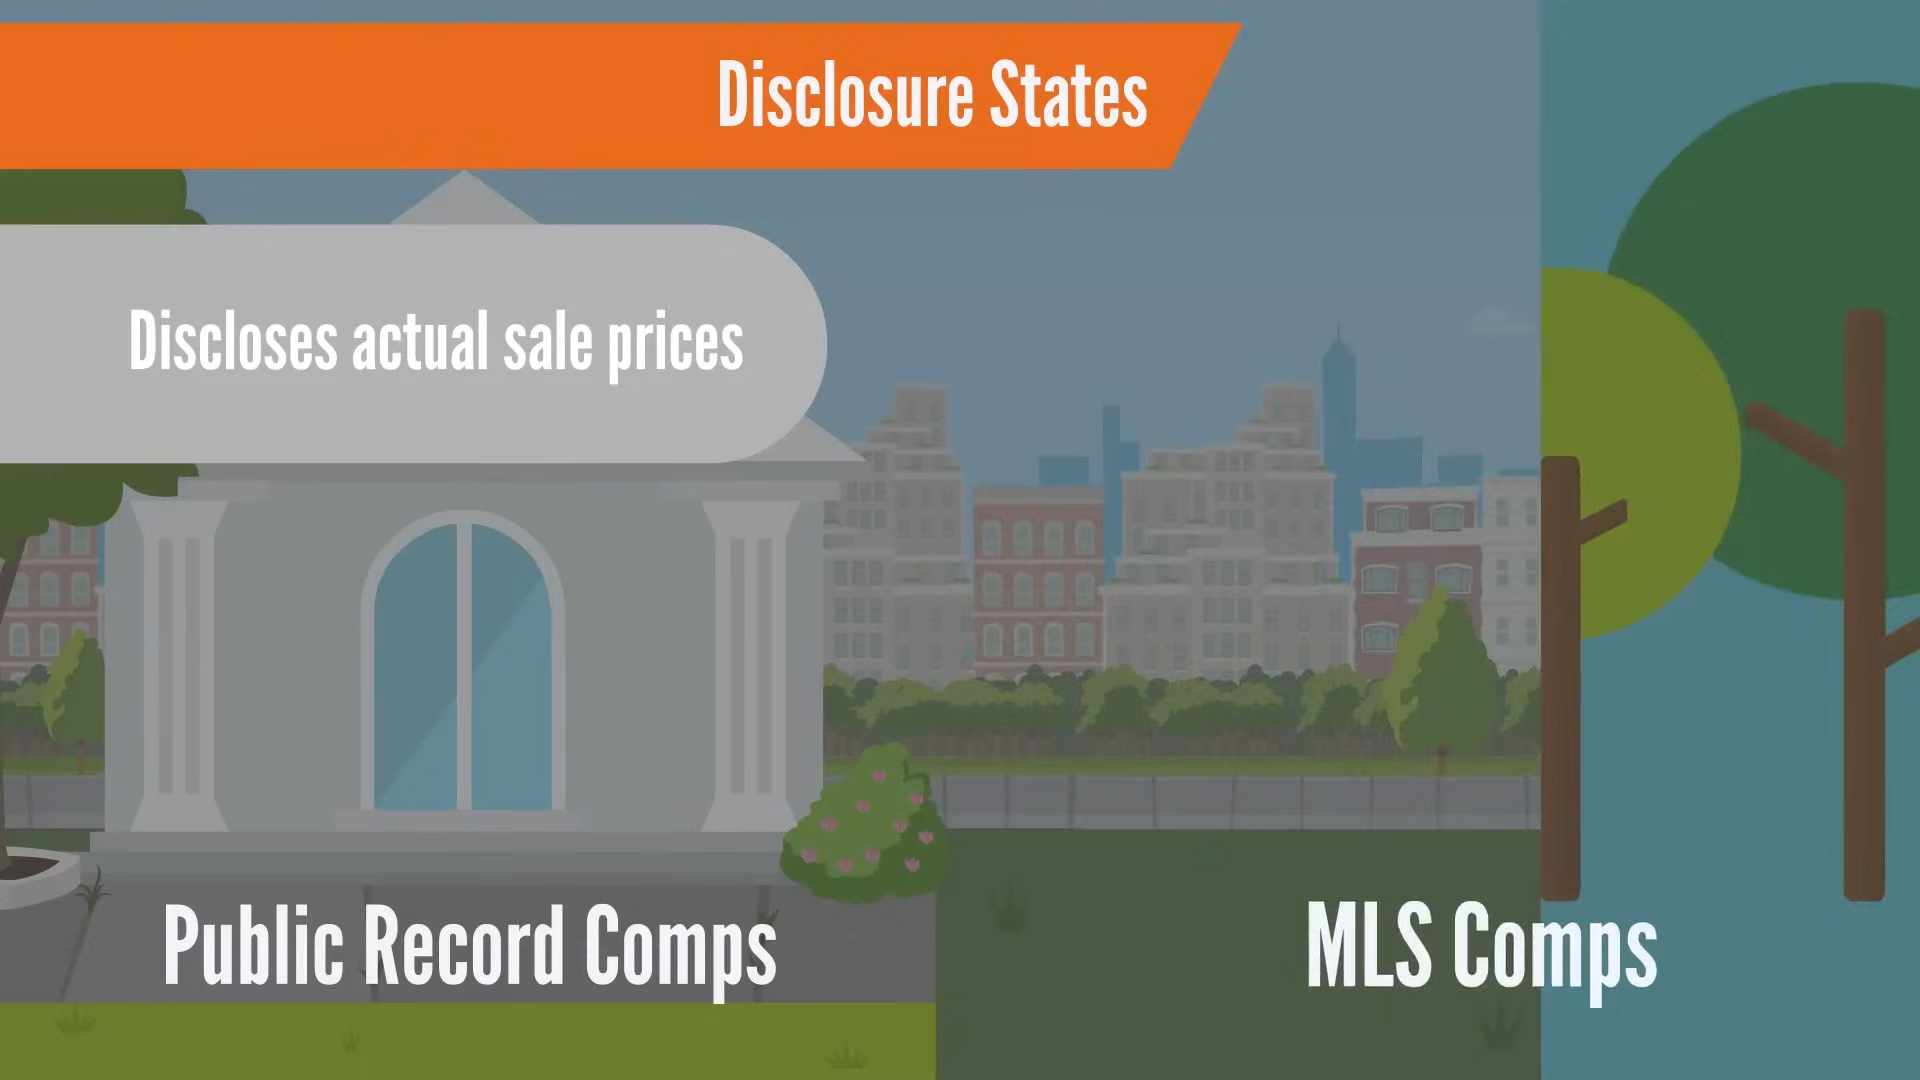 Disclosure States
Discloses actual sale prices
Public Record Comps
MLS Comps